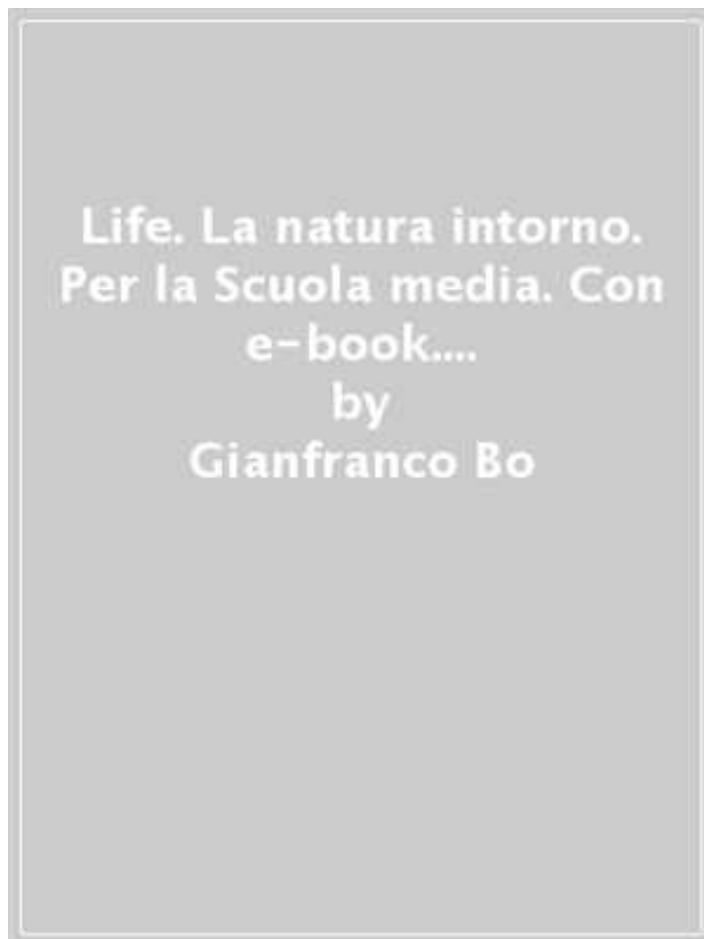 Life. La natura intorno.
Per la Scuola media. Con
e-book....
by
Gianfranco Bo